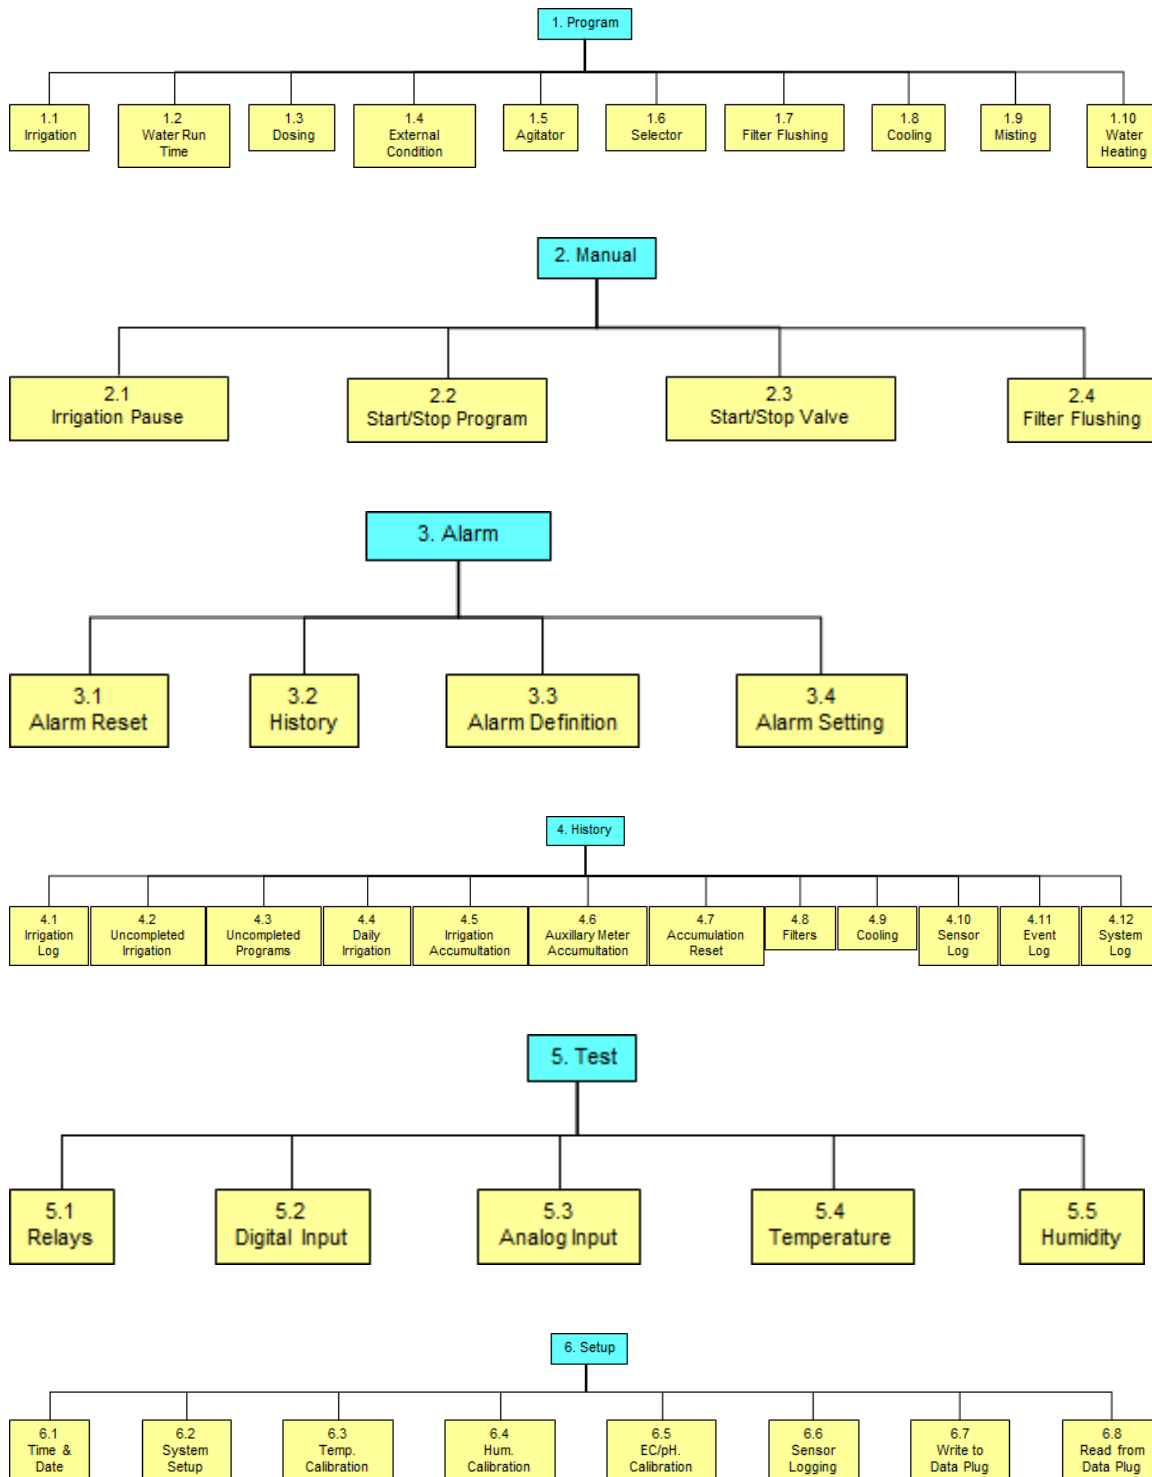 1. Program
1.1
Irrigation
1.2
Water Run
Time
1.3
Dosing
1.4
External
Condition
1.5
Agitator
1.6
Selector
1.7
Filter Flushing
1.8
Cooling
1.9
Misting
1.10
Water
Heating
2. Manual
2.1
Irrigation Pause
2.2
Start/Stop Program
2.3
Start/Stop Valve
2.4
Filter Flushing
3. Alarm
3.1
Alarm Reset
3.2
History
3.3
Alarm Definition
3.4
Alarm Setting
4. History
4.1
Irrigation
Log
4.2
Uncompleted
Irrigation
4.3
Uncompleted
Programs
4.4
Daily
Irrigation
4.5
Irrigation
Accumultation
4.6
Auxillary Meter
Accumultation
4.7
Accumulation
Reset
4.8
Filters
4.9
Cooling
4.10
Sensor
Log
4.11
Event
Log
4.12
System
Log
5. Test
5.1
Relays
5.2
Digital Input
5.3
Analog Input
5.4
Temperature
5.5
Humidity
6. Setup
6.1
Time &
Date
6.2
System
Setup
6.3
Temp.
Calibration
6.4
Hum.
Calibration
6.5
EC/pH.
Calibration
6.6
Sensor
Logging
6.7
Write to
Data Plug
6.8
Read from
Data Plug